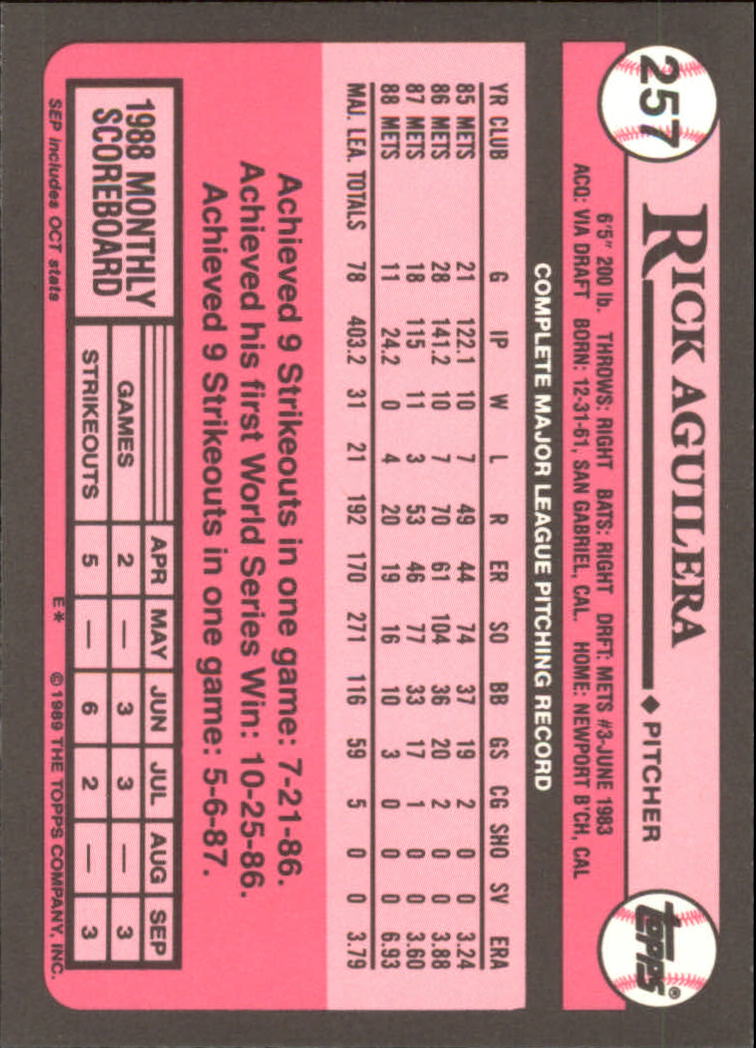 257
RICK AGUILERA ◆ PITCHER
topps®
6'5" 200 lb. THROWS: RIGHT BATS: RIGHT DRFT: METS #3-JUNE 1983
ACQ: VIA DRAFT BORN: 12-31-61, SAN GABRIEL, CAL. HOME: NEWPORT B'CH, CAL
COMPLETE MAJOR LEAGUE PITCHING RECORD
YR CLUB G IP W L R ER SO BB GS CG SHO SV ERA
85 METS 21 122.1 10 7 49 44 74 37 19 2 0 0 3.24
86 METS 28 141.2 10 7 70 61 104 36 20 2 0 0 3.88
87 METS 18 115 11 3 53 46 77 33 17 1 0 0 3.60
88 METS 11 24.2 0 4 20 19 16 10 3 0 0 0 6.93
MAJ. LEA. TOTALS 78 403.2 31 21 192 170 271 116 59 5 0 0 3.79
Achieved 9 Strikeouts in one game: 7-21-86.
Achieved his first World Series Win: 10-25-86.
Achieved 9 Strikeouts in one game: 5-6-87.
1988 MONTHLY
SCOREBOARD
APR MAY JUN JUL AUG SEP
GAMES 2 — 3 3 — 3
STRIKEOUTS 5 — 6 2 — 3
SEP includes OCT stats
E* © 1989 THE TOPPS COMPANY, INC.